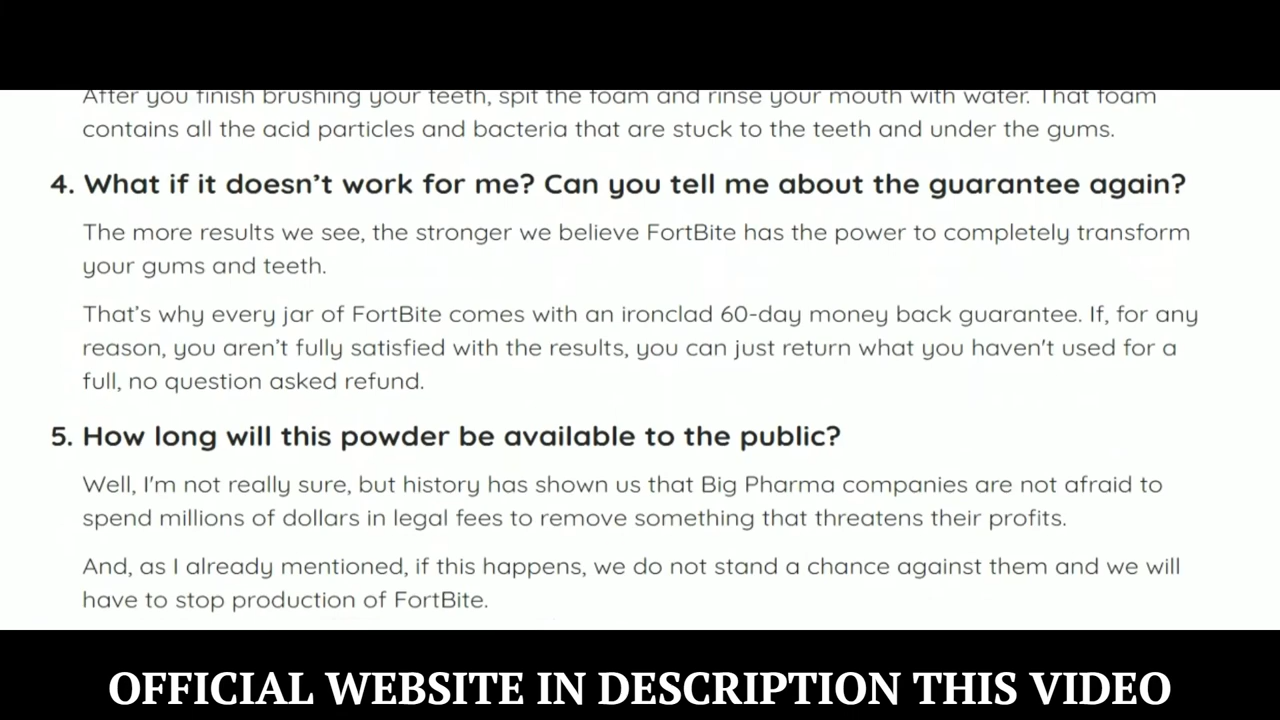 After you finish brushing your teeth, spit the foam and rinse your mouth with water. That foam
contains all the acid particles and bacteria that are stuck to the teeth and under the gums.
4. What if it doesn’t work for me? Can you tell me about the guarantee again?
The more results we see, the stronger we believe FortBite has the power to completely transform
your gums and teeth.
That’s why every jar of FortBite comes with an ironclad 60-day money back guarantee. If, for any
reason, you aren’t fully satisfied with the results, you can just return what you haven't used for a
full, no question asked refund.
5. How long will this powder be available to the public?
Well, I'm not really sure, but history has shown us that Big Pharma companies are not afraid to
spend millions of dollars in legal fees to remove something that threatens their profits.
And, as I already mentioned, if this happens, we do not stand a chance against them and we will
have to stop production of FortBite.
OFFICIAL WEBSITE IN DESCRIPTION THIS VIDEO